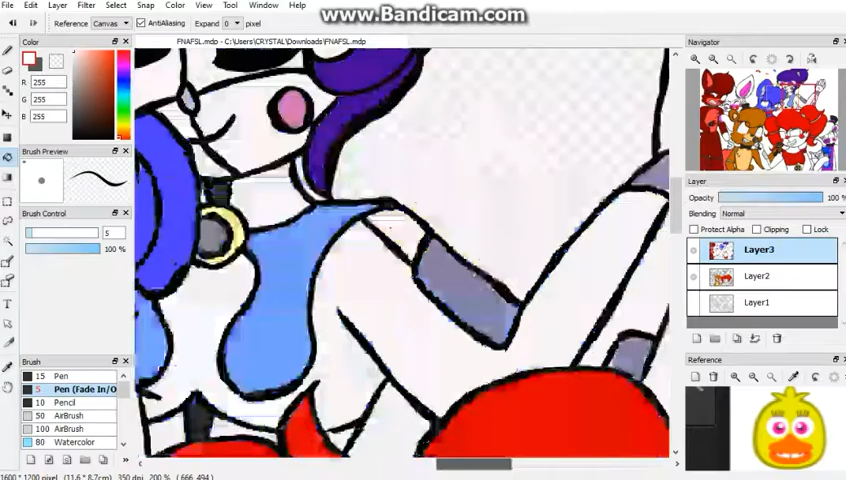 www.Bandicam.com
File Edit Layer Filter Select Snap Color View Tool Window Help
Reference Canvas AntiAliasing Expand 0 pixel
FNAFSL.mdp - C:\Users\CRYSTAL\Downloads\FNAFSL.mdp
Color
R 255
G 255
B 255
Brush Preview
Brush Control
5
100 %
Brush
15 Pen
5 Pen (Fade In/O
10 Pencil
50 AirBrush
100 AirBrush
80 Watercolor
1600 * 1200 pixel (11.6 * 8.7cm) 350 dpi 200 % ( 666, 494 )
Navigator
Layer
Opacity 100 %
Blending Normal
Protect Alpha Clipping Lock
Layer3
Layer2
Layer1
Reference